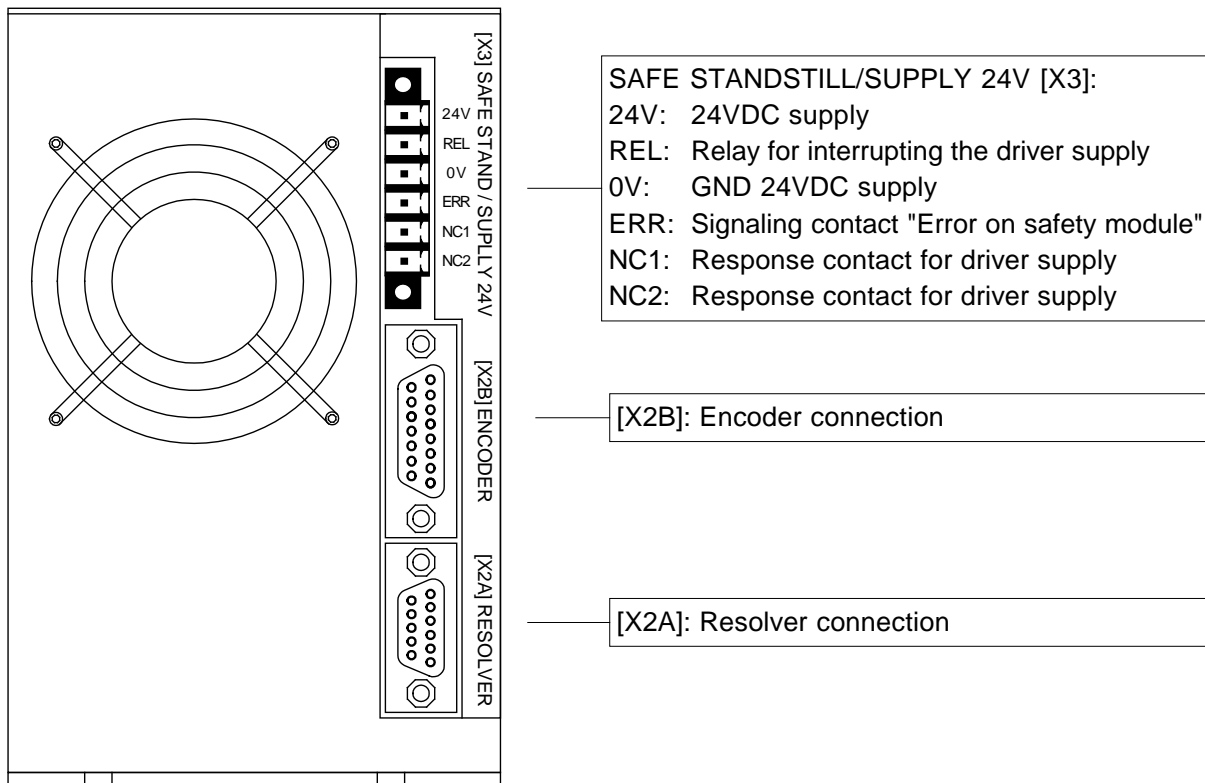 [X3] SAFE STAND / SUPLLY 24V
24V
REL
0V
ERR
NC1
NC2
[X2B] ENCODER
[X2A] RESOLVER
SAFE STANDSTILL/SUPPLY 24V [X3]:
24V: 24VDC supply
REL: Relay for interrupting the driver supply
0V: GND 24VDC supply
ERR: Signaling contact "Error on safety module"
NC1: Response contact for driver supply
NC2: Response contact for driver supply
[X2B]: Encoder connection
[X2A]: Resolver connection